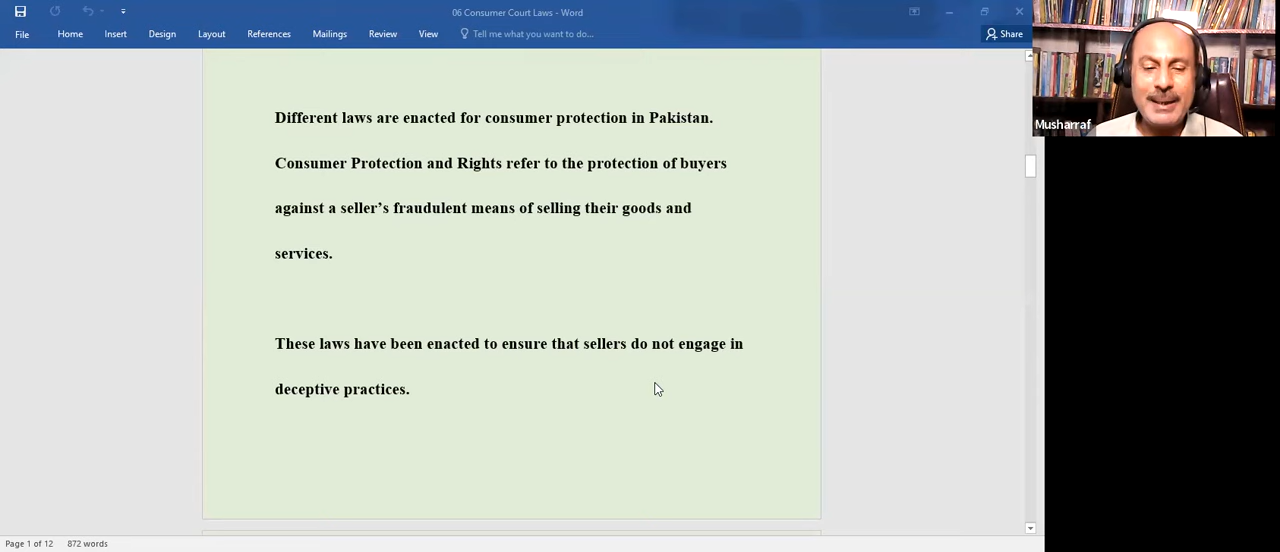 06 Consumer Court Laws - Word
File Home Insert Design Layout References Mailings Review View Tell me what you want to do... Share
Musharraf
Different laws are enacted for consumer protection in Pakistan.
Consumer Protection and Rights refer to the protection of buyers
against a seller’s fraudulent means of selling their goods and
services.
These laws have been enacted to ensure that sellers do not engage in
deceptive practices.
Page 1 of 12 872 words